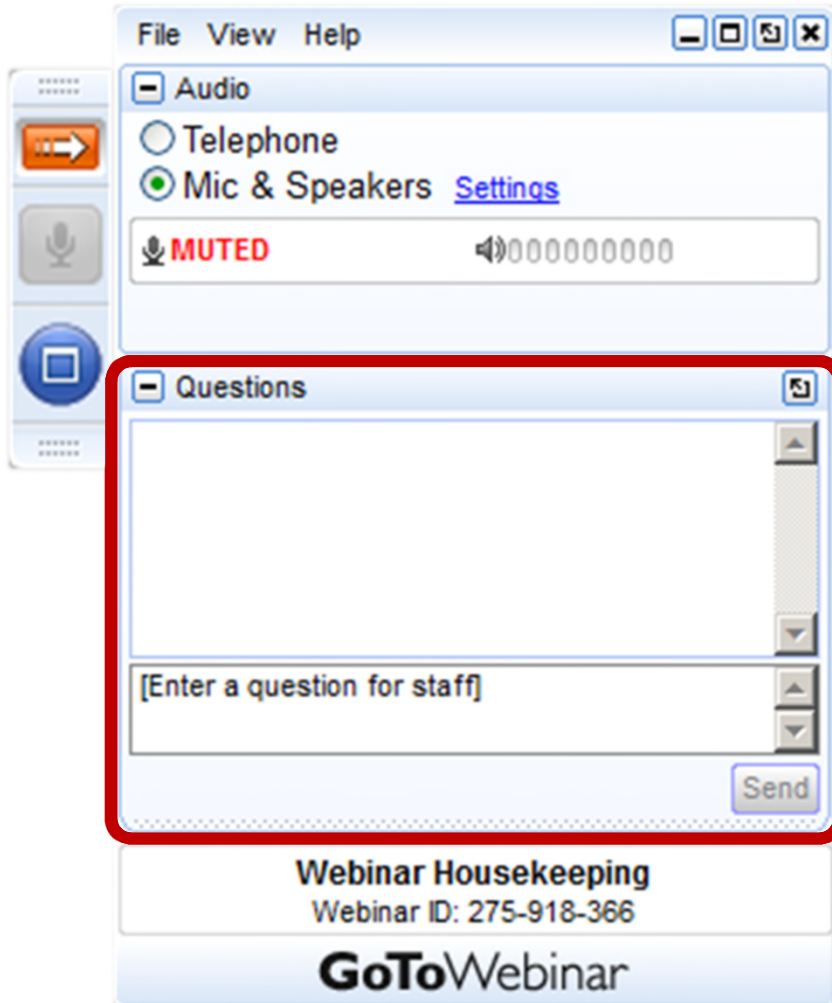 File View Help
Audio
Telephone
Mic & Speakers Settings
MUTED
Questions
[Enter a question for staff]
Send
Webinar Housekeeping
Webinar ID: 275-918-366
GoToWebinar